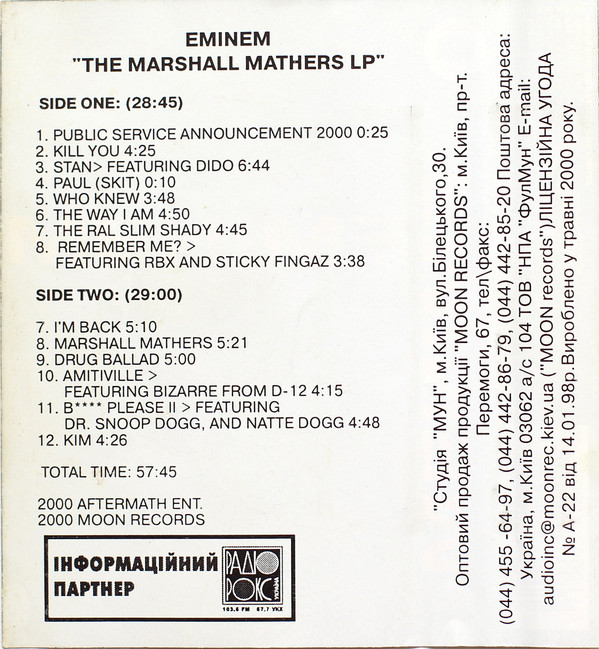 EMINEM
"THE MARSHALL MATHERS LP"
SIDE ONE: (28:45)
1. PUBLIC SERVICE ANNOUNCEMENT 2000 0:25
2. KILL YOU 4:25
3. STAN> FEATURING DIDO 6:44
4. PAUL (SKIT) 0:10
5. WHO KNEW 3:48
6. THE WAY I AM 4:50
7. THE RAL SLIM SHADY 4:45
8. REMEMBER ME? >
FEATURING RBX AND STICKY FINGAZ 3:38
SIDE TWO: (29:00)
7. I'M BACK 5:10
8. MARSHALL MATHERS 5:21
9. DRUG BALLAD 5:00
10. AMITIVILLE >
FEATURING BIZARRE FROM D-12 4:15
11. B**** PLEASE II > FEATURING
DR. SNOOP DOGG, AND NATTE DOGG 4:48
12. KIM 4:26
TOTAL TIME: 57:45
2000 AFTERMATH ENT.
2000 MOON RECORDS
ІНФОРМАЦІЙНИЙ
ПАРТНЕР
РАДІО
РОКС
УКРАЇНА
103,6 FM 67,7 УКХ
"Студія "МУН", м.Київ, вул.Білецького,30.
Оптовий продаж продукції "MOON RECORDS": м.Київ, пр-т.
Перемоги, 67, тел\факс:
(044) 455 -64-97, (044) 442-86-79, (044) 442-85-20 Поштова адреса:
Україна, м.Київ 03062 а/с 104 ТОВ "НПА "ФулМун" E-mail:
audioinc@moonrec.kiev.ua ("MOON records")ЛІЦЕНЗІЙНА УГОДА
№ А-22 від 14.01.98р.Вироблено у травні 2000 року.